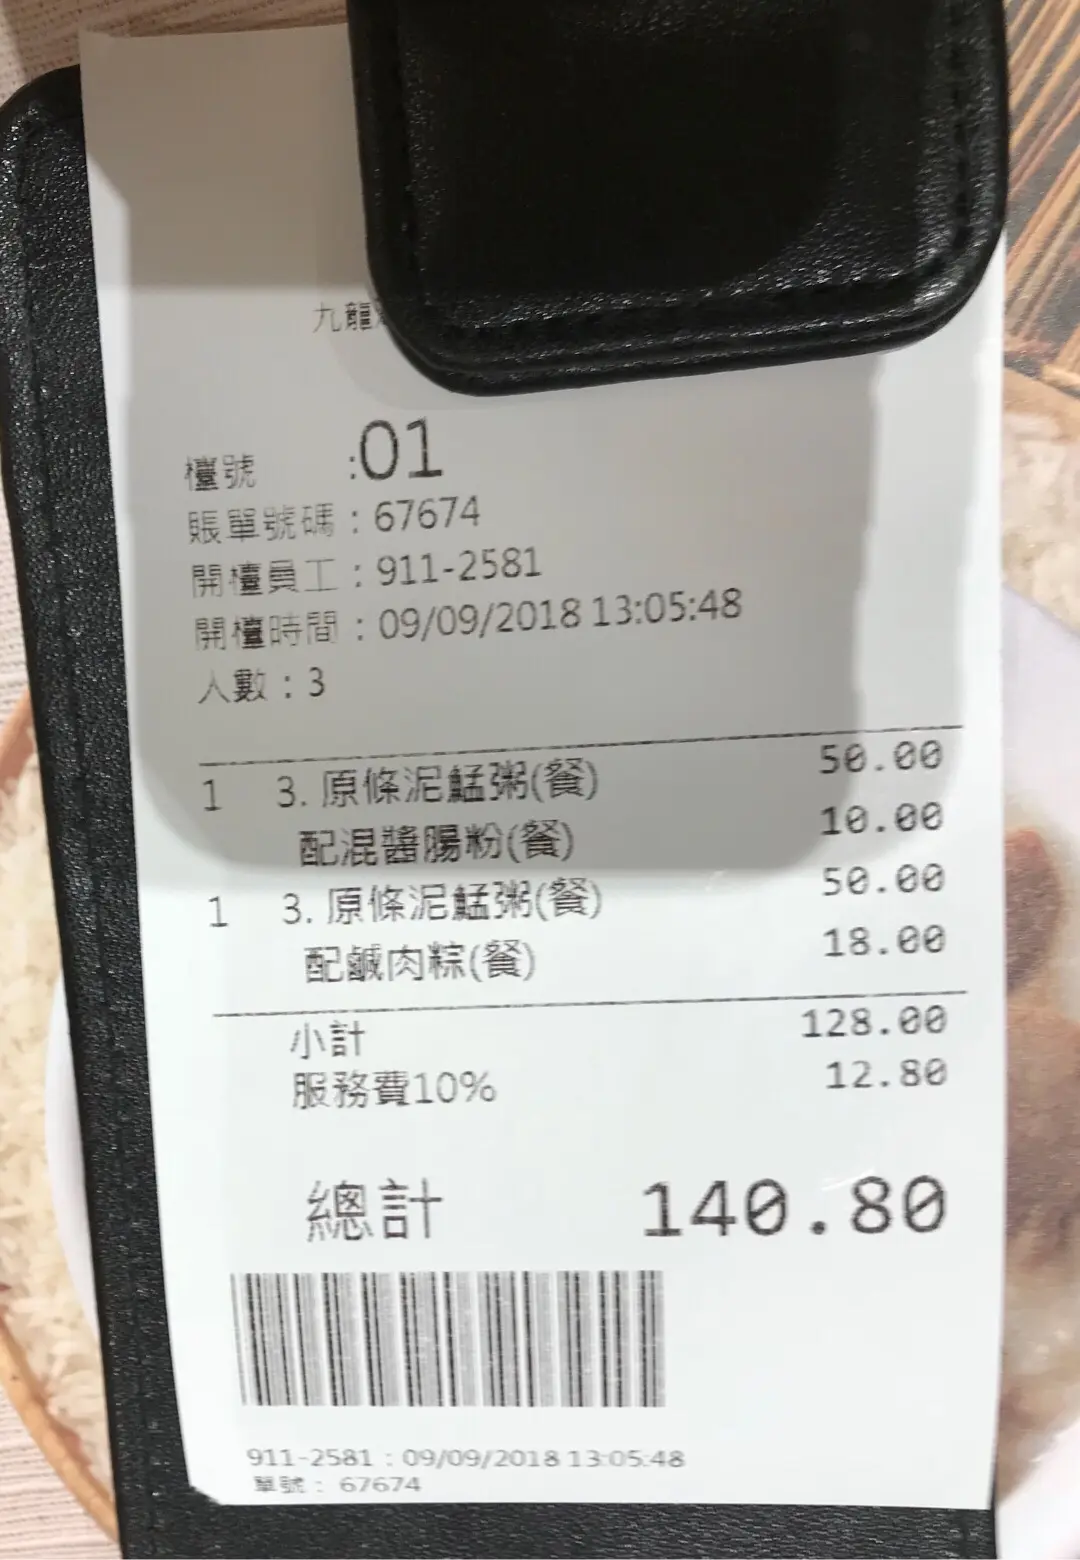 九龍
檯號 :01
賬單號碼：67674
開檯員工：911-2581
開檯時間：09/09/2018 13:05:48
人數：3
1 3. 原條泥鯭粥(餐) 50.00
配混醬腸粉(餐) 10.00
1 3. 原條泥鯭粥(餐) 50.00
配鹹肉粽(餐) 18.00
小計 128.00
服務費10% 12.80
總計 140.80
911-2581：09/09/2018 13:05:48
單號：67674